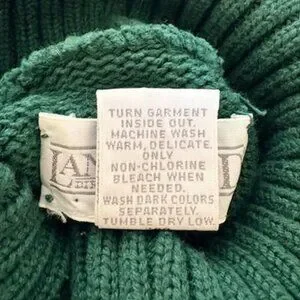 TURN GARMENT
INSIDE OUT.
MACHINE WASH
WARM, DELICATE.
ONLY
NON-CHLORINE
BLEACH WHEN
NEEDED.
WASH DARK COLORS
SEPARATELY.
TUMBLE DRY LOW.